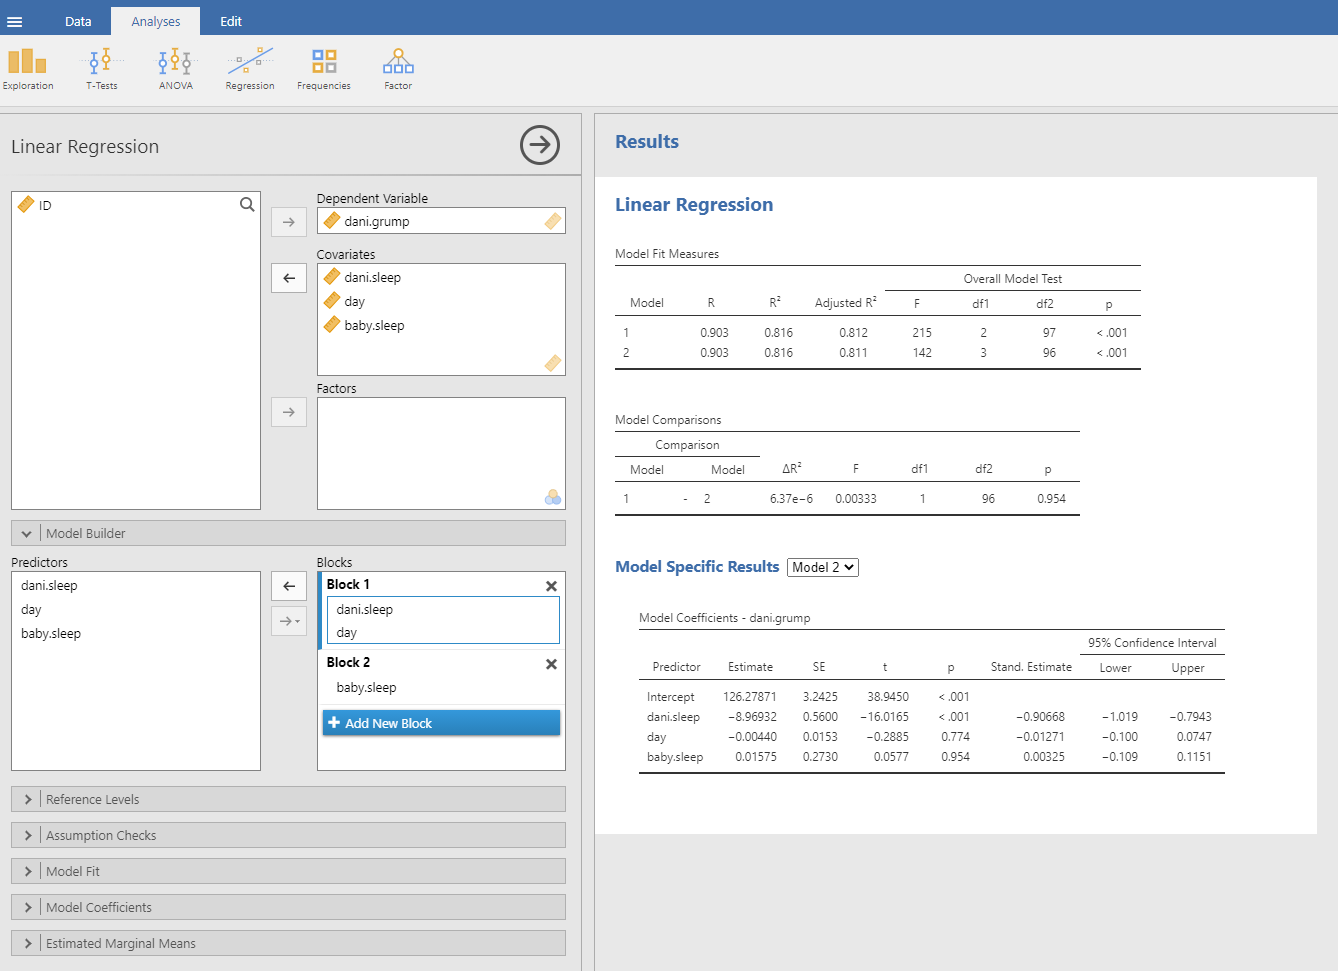 Data Analyses Edit
Exploration T-Tests ANOVA Regression Frequencies Factor
Linear Regression
ID
Dependent Variable
dani.grump
Covariates
dani.sleep
day
baby.sleep
Factors
Model Builder
Predictors
dani.sleep
day
baby.sleep
Blocks
Block 1
dani.sleep
day
Block 2
baby.sleep
Add New Block
Reference Levels
Assumption Checks
Model Fit
Model Coefficients
Estimated Marginal Means
Results
Linear Regression
Model Fit Measures
Overall Model Test
Model R R² Adjusted R² F df1 df2 p
1 0.903 0.816 0.812 215 2 97 < .001
2 0.903 0.816 0.811 142 3 96 < .001
Model Comparisons
Comparison
Model Model ΔR² F df1 df2 p
1 - 2 6.37e−6 0.00333 1 96 0.954
Model Specific Results Model 2
Model Coefficients - dani.grump
95% Confidence Interval
Predictor Estimate SE t p Stand. Estimate Lower Upper
Intercept 126.27871 3.2425 38.9450 < .001
dani.sleep −8.96932 0.5600 −16.0165 < .001 −0.90668 −1.019 −0.7943
day −0.00440 0.0153 −0.2885 0.774 −0.01271 −0.100 0.0747
baby.sleep 0.01575 0.2730 0.0577 0.954 0.00325 −0.109 0.1151